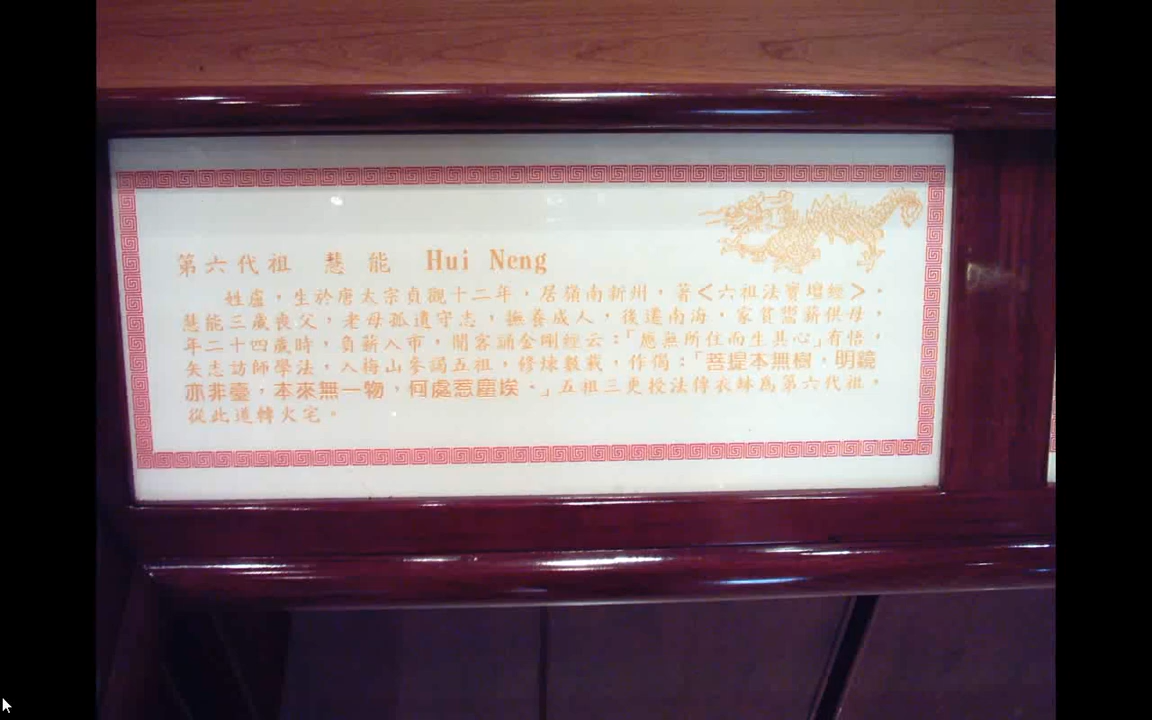 第六代祖 慧能 Hui Neng
姓盧，生於唐太宗貞觀十二年，居嶺南新州，著＜六祖法寶壇經＞。
慧能三歲喪父，老母孤遺守志，撫養成人，後遷南海，家貧鬻薪供母，
年二十四歲時，負薪入市，聞客誦金剛經云：「應無所住而生其心」有悟，
矢志訪師學法，入梅山參謁五祖，修煉數載，作偈：「菩提本無樹，明鏡
亦非臺，本來無一物，何處惹塵埃。」五祖三更授法傳衣缽為第六代祖，
從此道轉火宅。